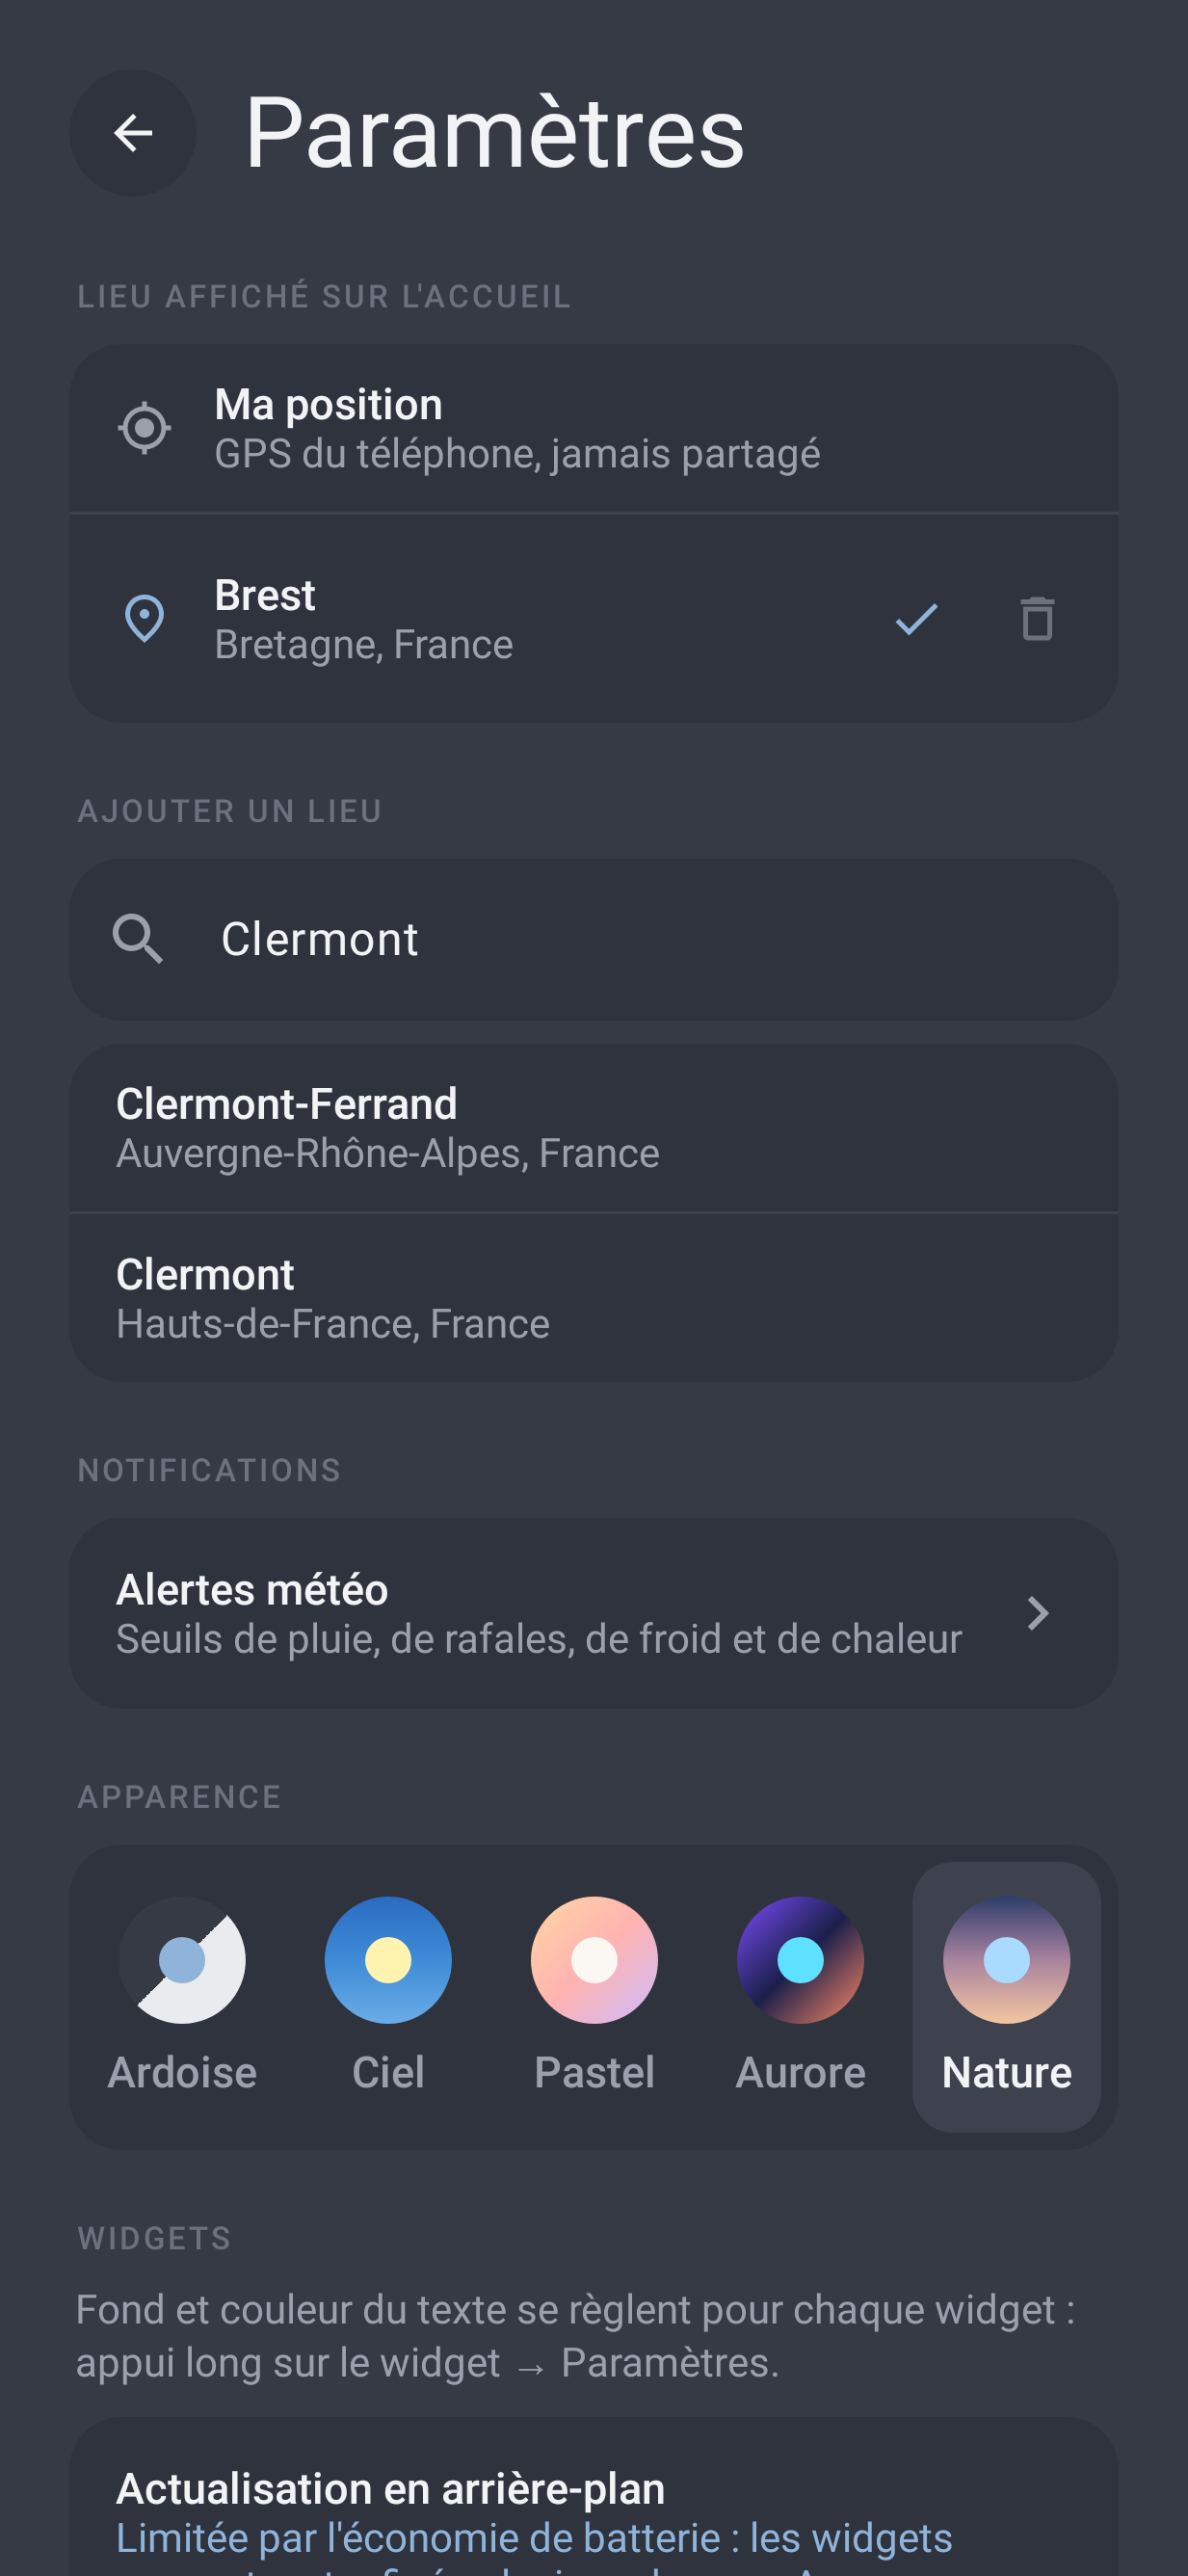 Paramètres
LIEU AFFICHÉ SUR L'ACCUEIL
Ma position
GPS du téléphone, jamais partagé
Brest
Bretagne, France
AJOUTER UN LIEU
Clermont
Clermont-Ferrand
Auvergne-Rhône-Alpes, France
Clermont
Hauts-de-France, France
NOTIFICATIONS
Alertes météo
Seuils de pluie, de rafales, de froid et de chaleur
APPARENCE
Ardoise Ciel Pastel Aurore Nature
WIDGETS
Fond et couleur du texte se règlent pour chaque widget :
appui long sur le widget → Paramètres.
Actualisation en arrière-plan
Limitée par l'économie de batterie : les widgets